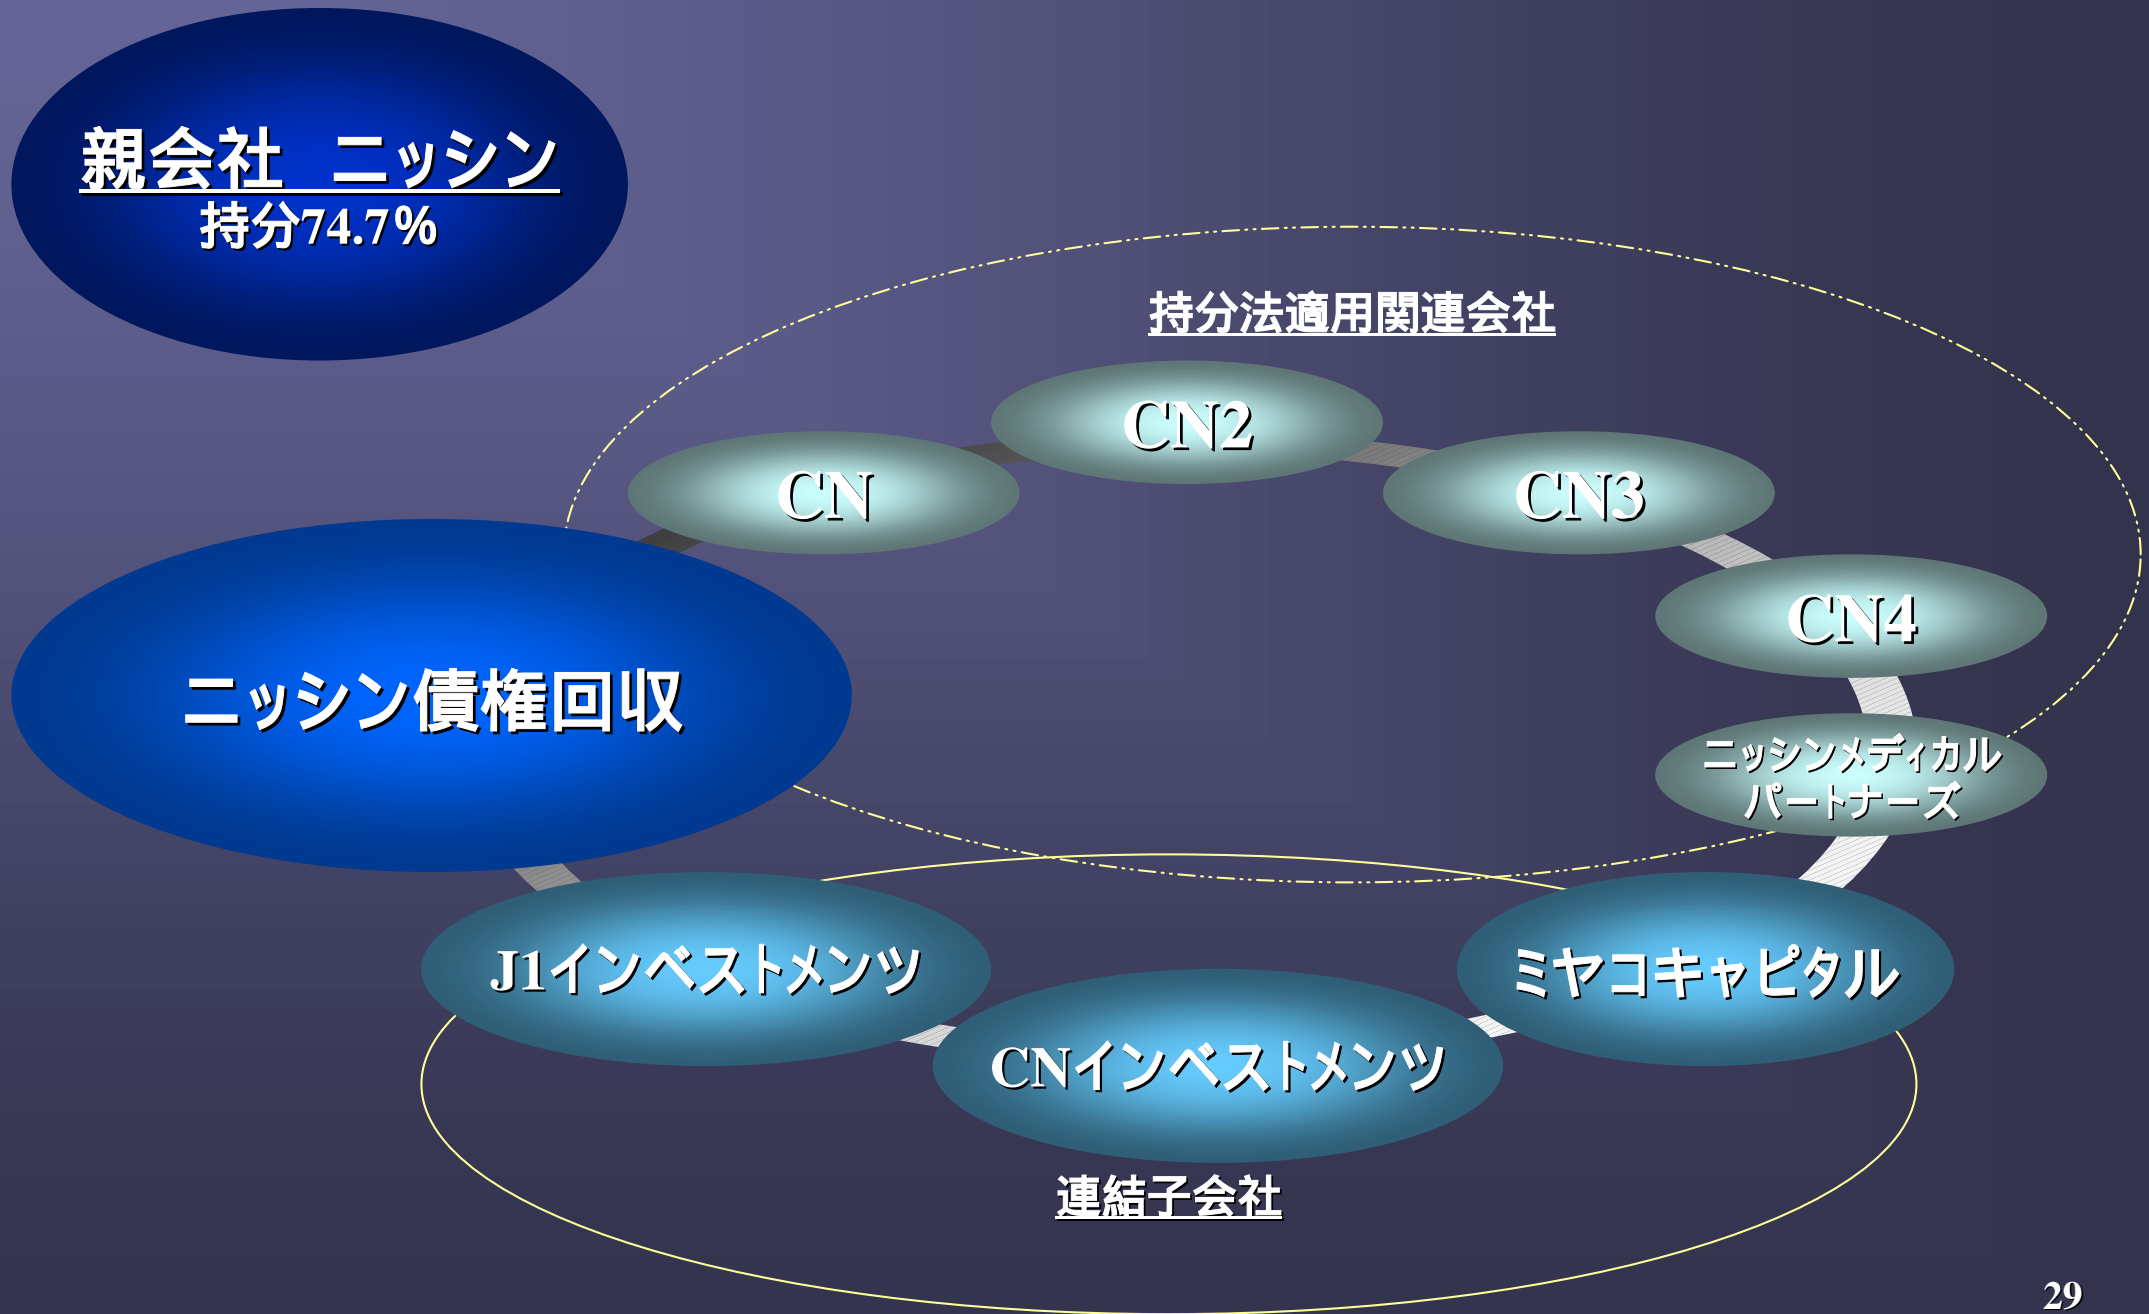 親会社　ニッシン
持分74.7％
持分法適用関連会社
CN2
CN
CN3
CN4
ニッシン債権回収
ニッシンメディカル
パートナーズ
J1インベストメンツ
ミヤコキャピタル
CNインベストメンツ
連結子会社
29